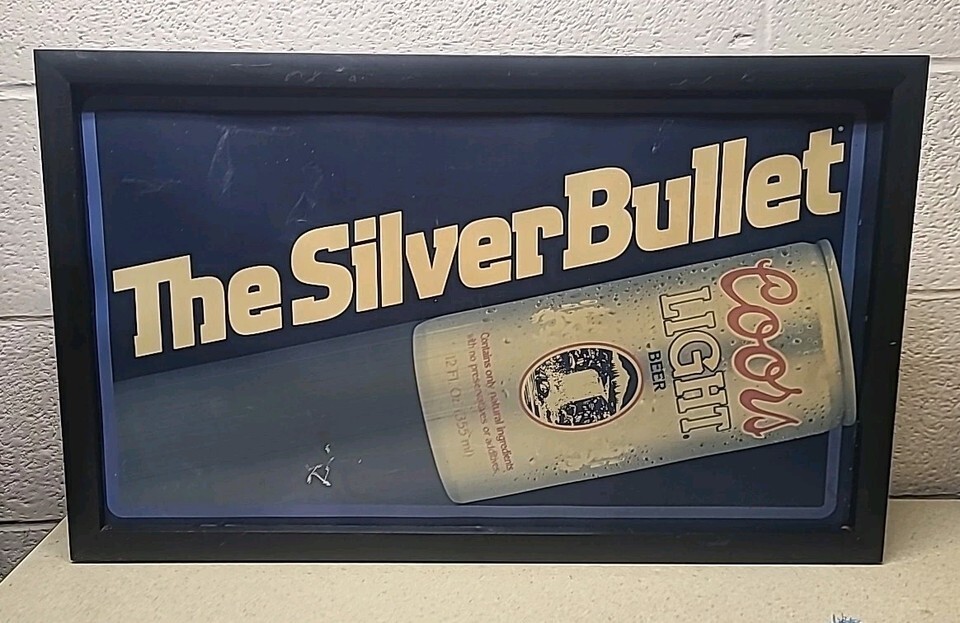 The Silver Bullet
Coors
LIGHT.
BEER
Contains only natural ingredients
with no preservatives or additives.
12 Fl. Oz. (355 ml)